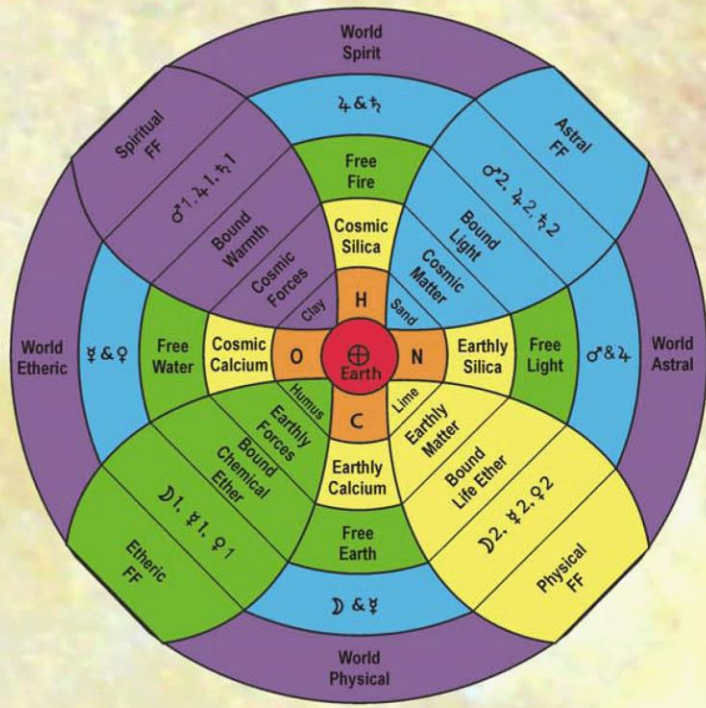 World
Spirit
♃ & ♄
Free
Fire
Cosmic
Silica
H
Spiritual
FF
♂1, ♃1, ♄1
Bound
Warmth
Cosmic
Forces
Clay
Astral
FF
♂2, ♃2, ♄2
Bound
Light
Cosmic
Matter
Sand
World
Etheric
☿ & ♀
Free
Water
Cosmic
Calcium
O
⊕
Earth
N
Earthly
Silica
Free
Light
♂ & ♃
World
Astral
Humus
Earthly
Forces
Bound
Chemical
Ether
☽1, ☿1, ♀1
Etheric
FF
Lime
Earthly
Matter
Bound
Life Ether
☽2, ☿2, ♀2
Physical
FF
C
Earthly
Calcium
Free
Earth
☽ & ☿
World
Physical